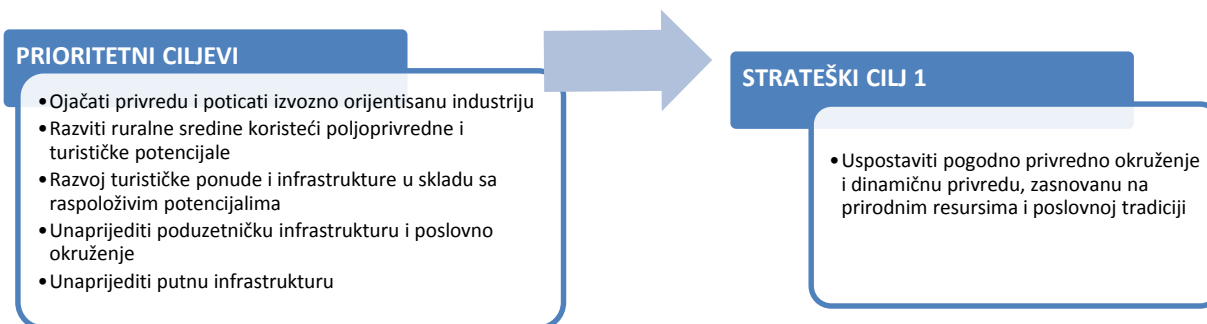 PRIORITETNI CILJEVI
•Ojačati privredu i poticati izvozno orijentisanu industriju
•Razviti ruralne sredine koristeći poljoprivredne i
turističke potencijale
•Razvoj turističke ponude i infrastrukture u skladu sa
raspoloživim potencijalima
•Unaprijediti poduzetničku infrastrukturu i poslovno
okruženje
•Unaprijediti putnu infrastrukturu
STRATEŠKI CILJ 1
•Uspostaviti pogodno privredno okruženje
i dinamičnu privredu, zasnovanu na
prirodnim resursima i poslovnoj tradiciji